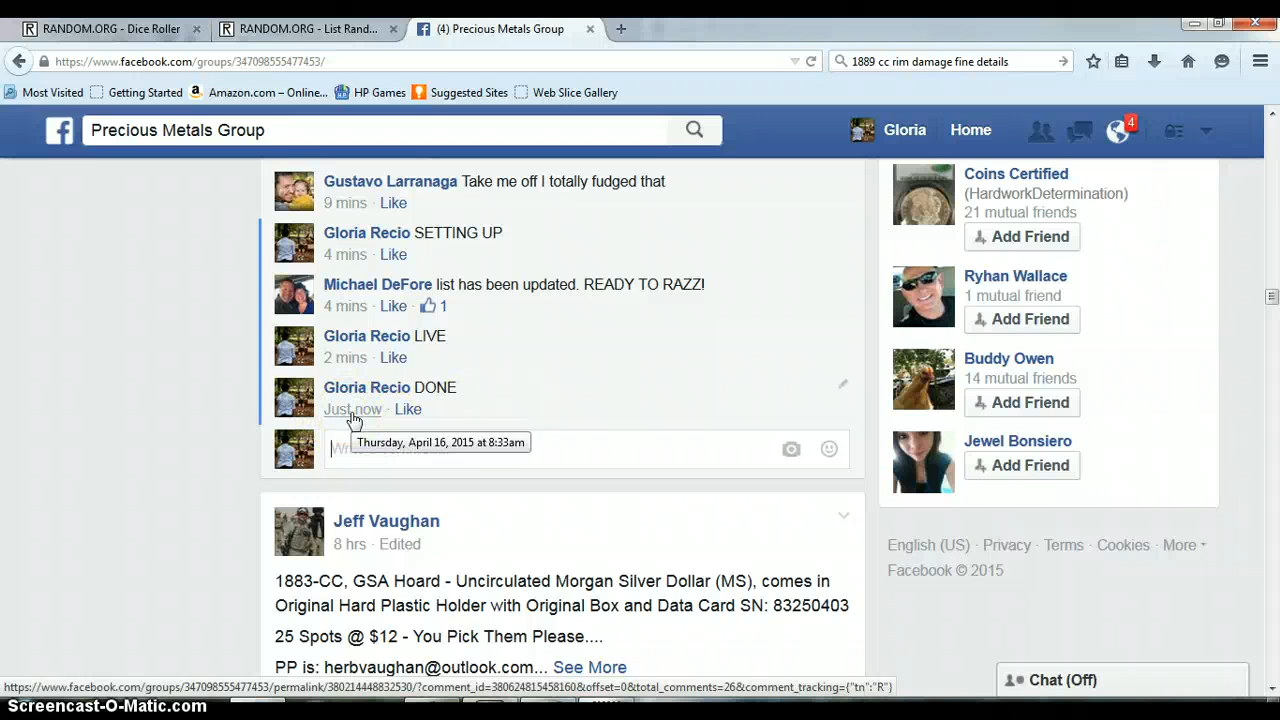 RANDOM.ORG - Dice Roller × RANDOM.ORG - List Rand... × (4) Precious Metals Group × +
https://www.facebook.com/groups/347098555477453/ 1889 cc rim damage fine details
Most Visited Getting Started Amazon.com – Online... HP Games Suggested Sites Web Slice Gallery
Precious Metals Group Gloria Home 4
Gustavo Larranaga Take me off I totally fudged that
9 mins · Like
Gloria Recio SETTING UP
4 mins · Like
Michael DeFore list has been updated. READY TO RAZZ!
4 mins · Like · 1
Gloria Recio LIVE
2 mins · Like
Gloria Recio DONE
Just now · Like
Thursday, April 16, 2015 at 8:33am
Jeff Vaughan
8 hrs · Edited
1883-CC, GSA Hoard - Uncirculated Morgan Silver Dollar (MS), comes in
Original Hard Plastic Holder with Original Box and Data Card SN: 83250403
25 Spots @ $12 - You Pick Them Please....
PP is: herbvaughan@outlook.com... See More
Coins Certified
(HardworkDetermination)
21 mutual friends
Add Friend
Ryhan Wallace
1 mutual friend
Add Friend
Buddy Owen
14 mutual friends
Add Friend
Jewel Bonsiero
Add Friend
English (US) · Privacy · Terms · Cookies · More
Facebook © 2015
Chat (Off)
https://www.facebook.com/groups/347098555477453/permalink/380214448832530/?comment_id=380624815458160&offset=0&total_comments=26&comment_tracking={"tn":"R"}
Screencast-O-Matic.com